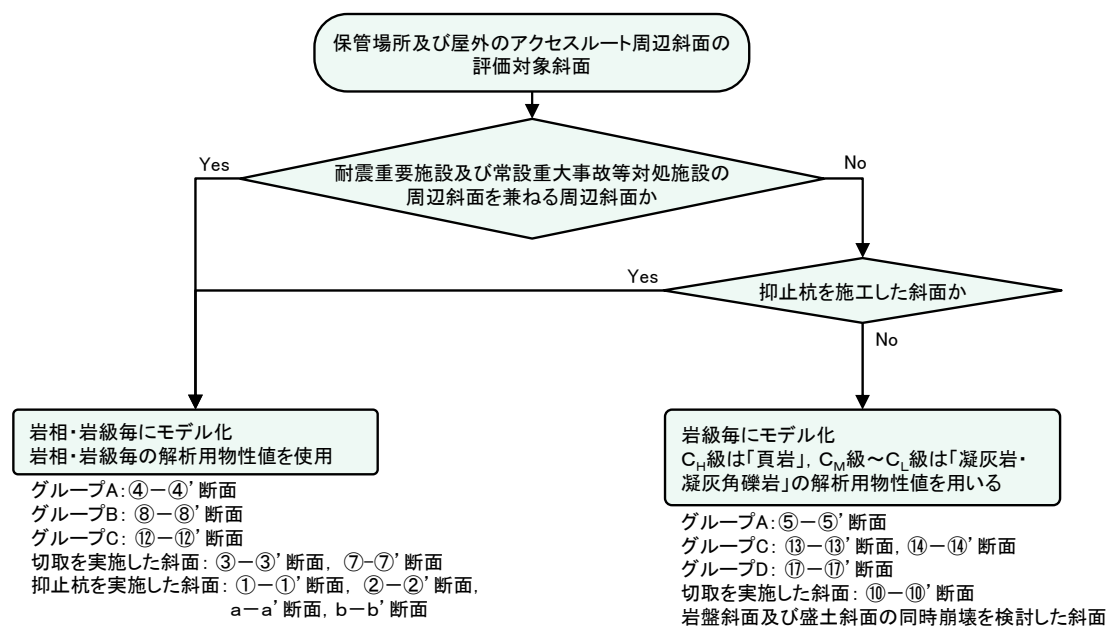 保管場所及び屋外のアクセスルート周辺斜面の
評価対象斜面
Yes
耐震重要施設及び常設重大事故等対処施設の
周辺斜面を兼ねる周辺斜面か
No
Yes
抑止杭を施工した斜面か
No
岩相・岩級毎にモデル化
岩相・岩級毎の解析用物性値を使用
グループA:④－④’断面
グループB: ⑧－⑧’断面
グループC: ⑫－⑫’断面
切取を実施した斜面: ③－③’断面, ⑦-⑦’断面
抑止杭を実施した斜面: ①－①’断面, ②－②’断面,
a－a’断面, b－b’断面
岩級毎にモデル化
CH級は「頁岩」, CM級～CL級は「凝灰岩・
凝灰角礫岩」の解析用物性値を用いる
グループA:⑤－⑤’断面
グループC: ⑬－⑬’断面, ⑭－⑭’断面
グループD: ⑰－⑰’断面
切取を実施した斜面: ⑩－⑩’断面
岩盤斜面及び盛土斜面の同時崩壊を検討した斜面